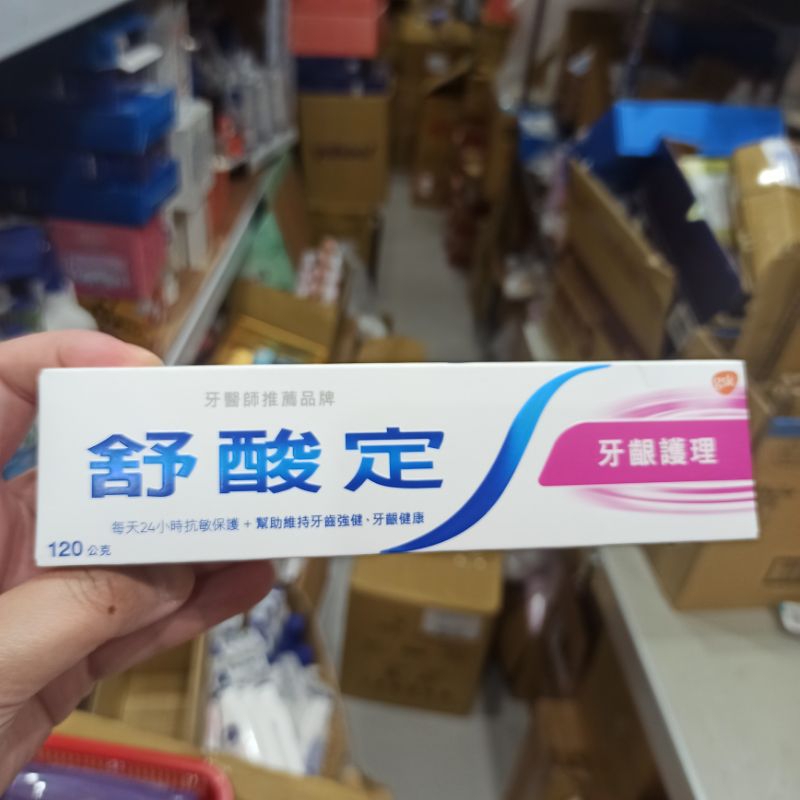 牙醫師推薦品牌
舒酸定
每天24小時抗敏保護 + 幫助維持牙齒強健、牙齦健康
120 公克
gsk
牙齦護理